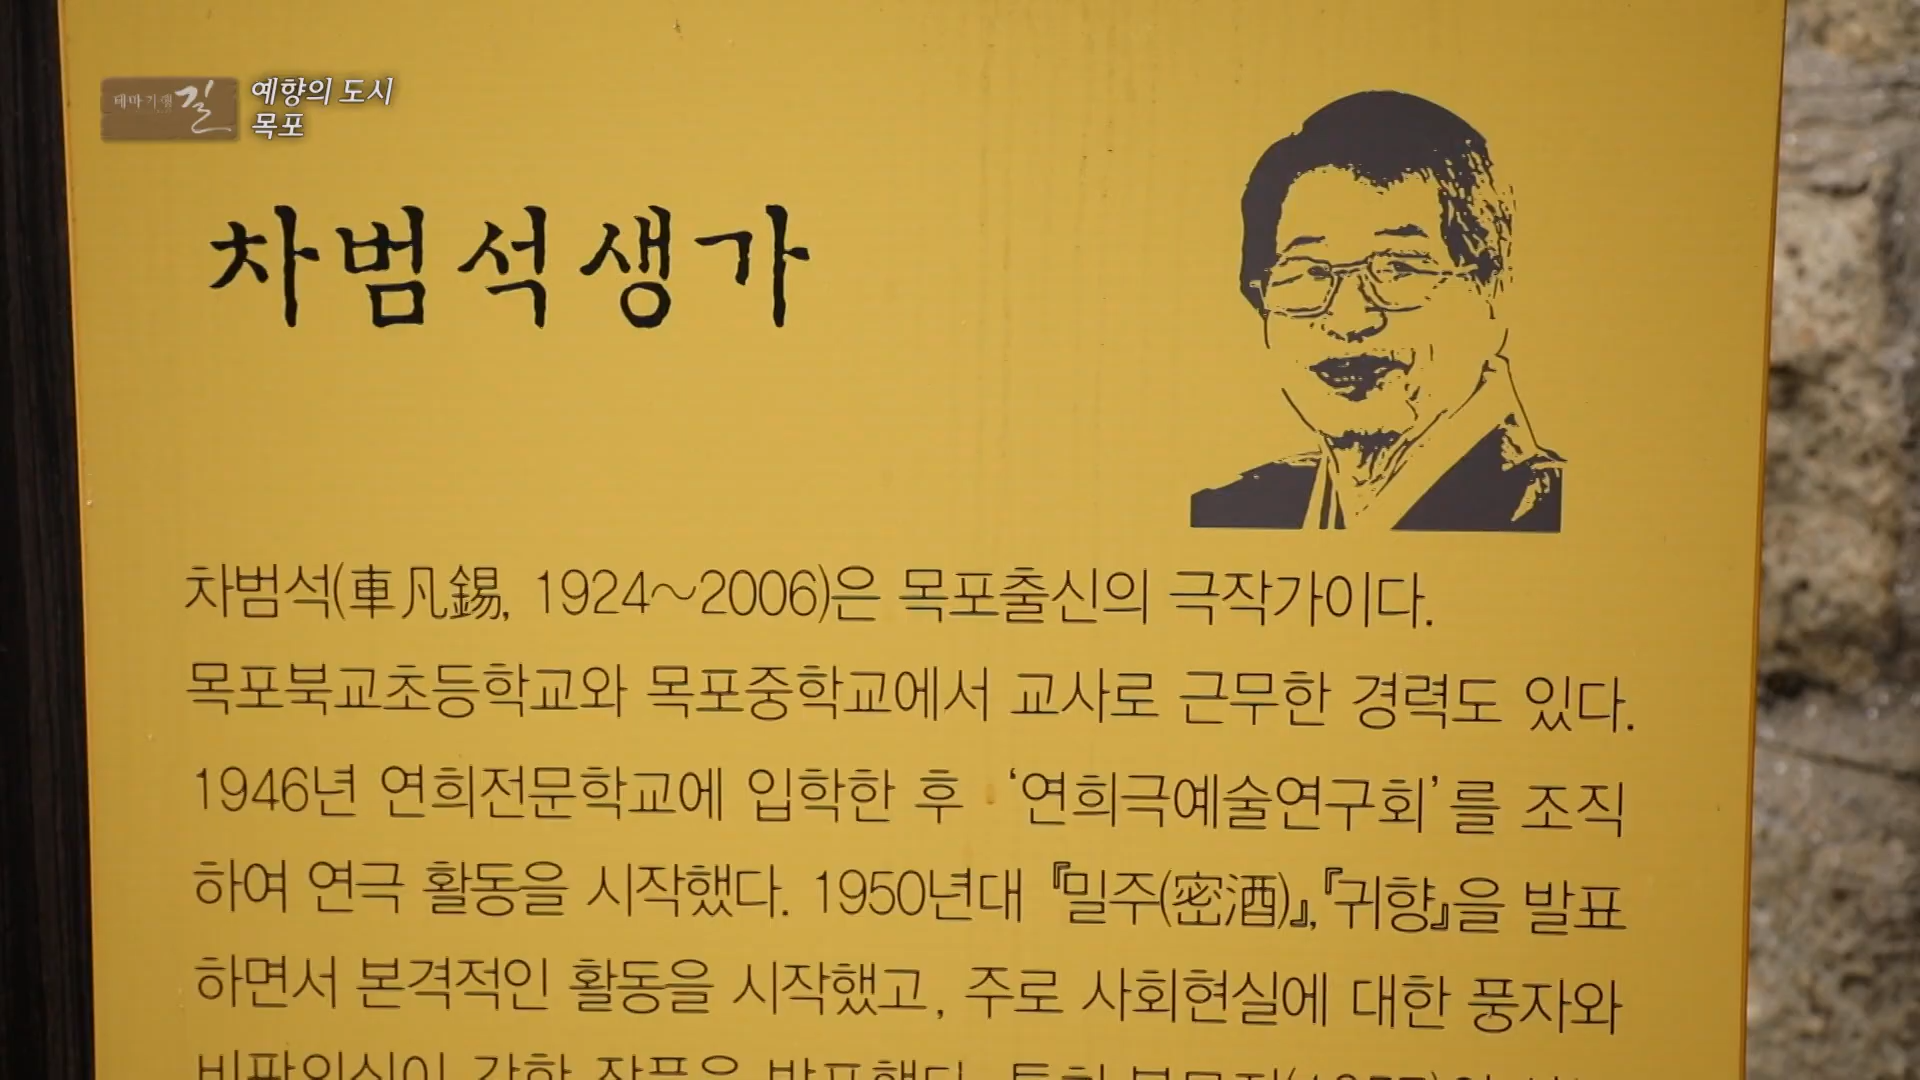 테마기행 길
예향의 도시
목포
차범석생가
차범석(車凡錫, 1924~2006)은 목포출신의 극작가이다.
목포북교초등학교와 목포중학교에서 교사로 근무한 경력도 있다.
1946년 연희전문학교에 입학한 후 ‘연희극예술연구회’를 조직
하여 연극 활동을 시작했다. 1950년대 『밀주(密酒)』,『귀향』을 발표
하면서 본격적인 활동을 시작했고, 주로 사회현실에 대한 풍자와